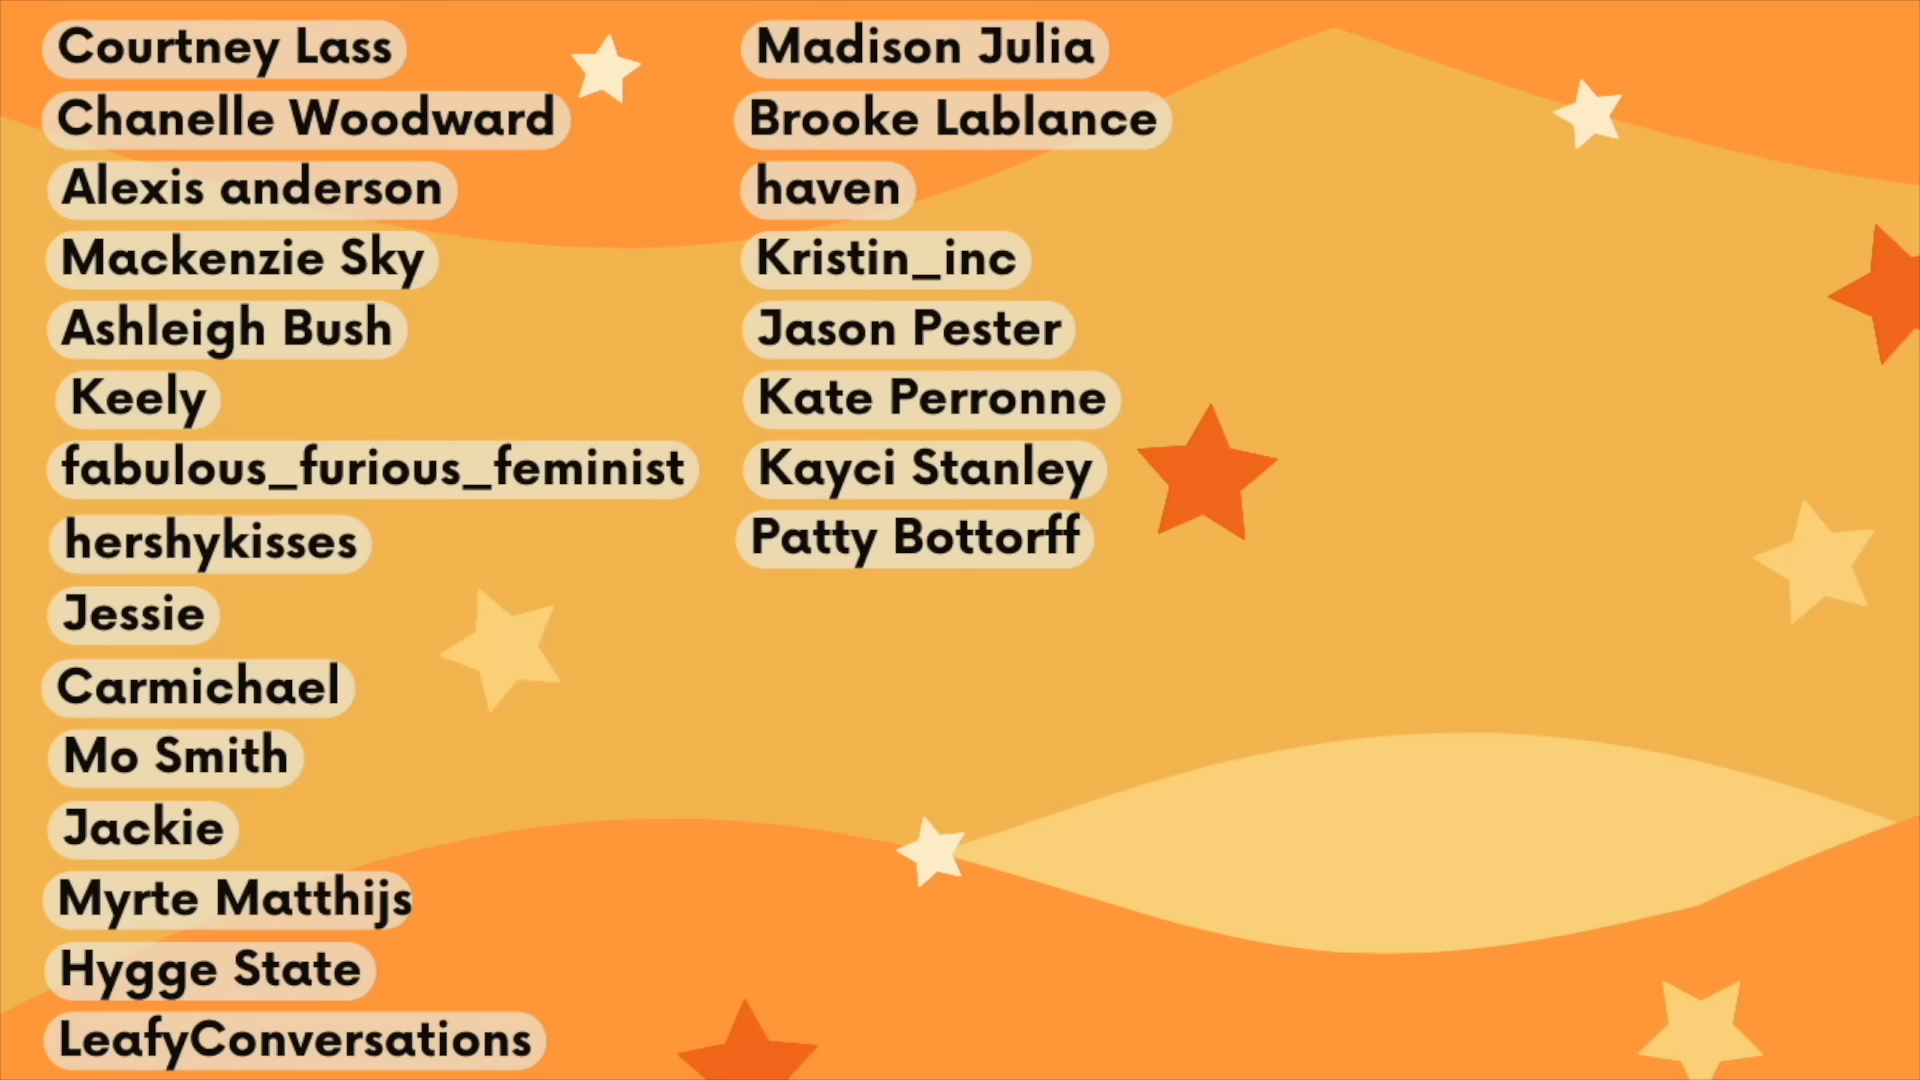 Courtney Lass
Chanelle Woodward
Alexis anderson
Mackenzie Sky
Ashleigh Bush
Keely
fabulous_furious_feminist
hershykisses
Jessie
Carmichael
Mo Smith
Jackie
Myrte Matthijs
Hygge State
LeafyConversations
Madison Julia
Brooke Lablance
haven
Kristin_inc
Jason Pester
Kate Perronne
Kayci Stanley
Patty Bottorff